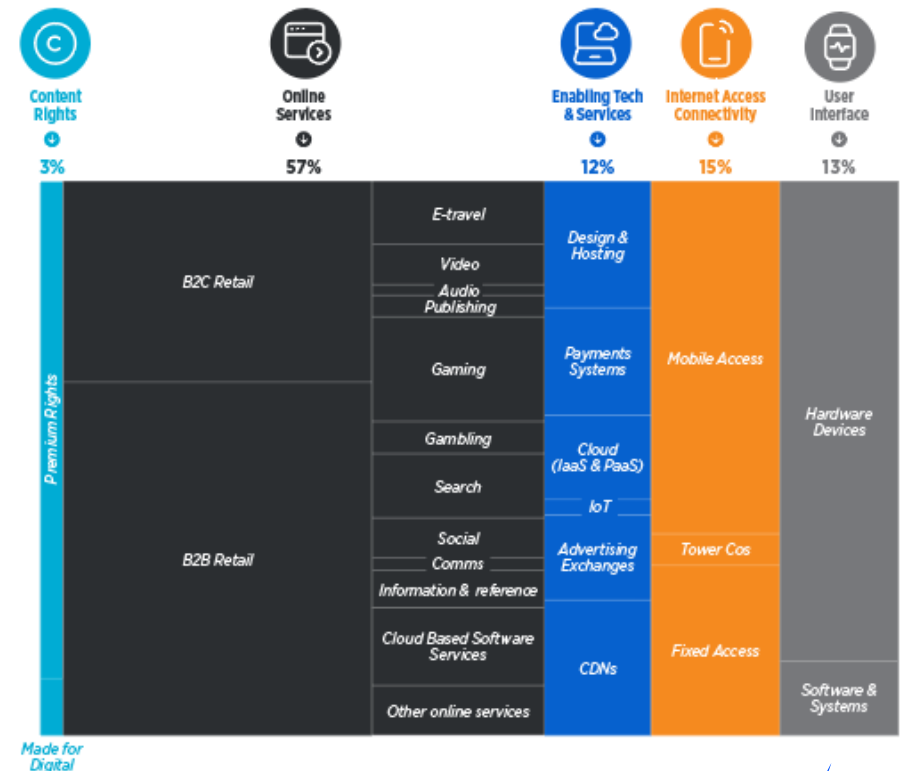 C
Content
Rights
3%
Online
Services
57%
Enabling Tech
& Services
12%
Internet Access
Connectivity
15%
User
Interface
13%
Premium Rights
Made for
Digital
B2C Retail
B2B Retail
E-travel
Video
Audio
Publishing
Gaming
Gambling
Search
Social
Comms
Information & reference
Cloud Based Software
Services
Other online services
Design &
Hosting
Payments
Systems
Cloud
(IaaS & PaaS)
IoT
Advertising
Exchanges
CDNs
Mobile Access
Tower Cos
Fixed Access
Hardware
Devices
Software &
Systems